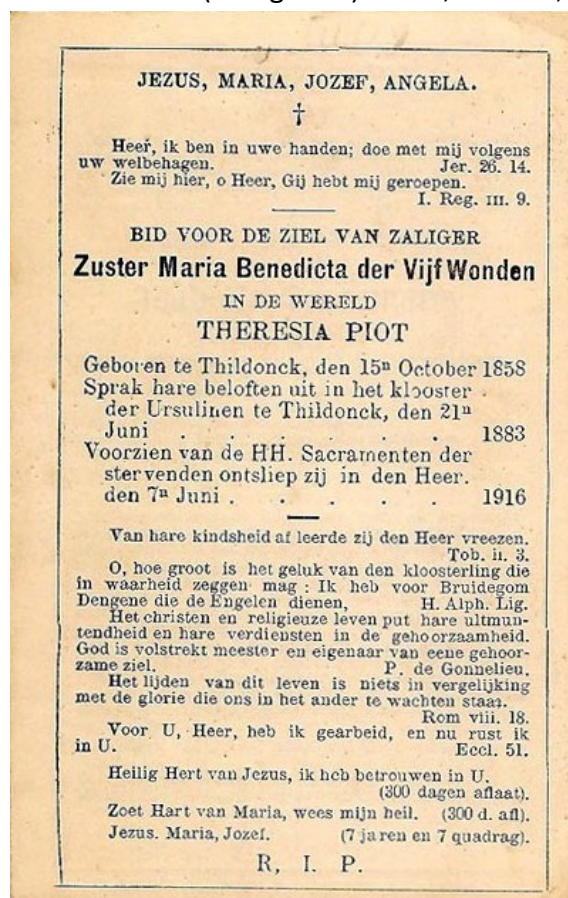 JEZUS, MARIA, JOZEF, ANGELA.
†
Heer, ik ben in uwe handen; doe met mij volgens
uw welbehagen. Jer. 26. 14.
Zie mij hier, o Heer, Gij hebt mij geroepen.
I. Reg. III. 9.
BID VOOR DE ZIEL VAN ZALIGER
Zuster Maria Benedicta der Vijf Wonden
IN DE WERELD
THERESIA PIOT
Geboren te Thildonck, den 15n October 1858
Sprak hare beloften uit in het klooster
der Ursulinen te Thildonck, den 21n
Juni . . . . . . . 1883
Voorzien van de HH. Sacramenten der
stervenden ontsliep zij in den Heer.
den 7n Juni . . . . . 1916
Van hare kindsheid af leerde zij den Heer vreezen.
Tob. ii. 3.
O, hoe groot is het geluk van den kloosterling die
in waarheid zeggen mag : Ik heb voor Bruidegom
Dengene die de Engelen dienen, H. Alph. Lig.
Het christen en religieuze leven put hare uitmun-
tendheid en hare verdiensten in de gehoorzaamheid.
God is volstrekt meester en eigenaar van eene gehoor-
zame ziel. P. de Gonnelieu.
Het lijden van dit leven is niets in vergelijking
met de glorie die ons in het ander te wachten staat.
Rom viii. 18.
Voor U, Heer, heb ik gearbeid, en nu rust ik
in U. Eccl. 51.
Heilig Hert van Jezus, ik heb betrouwen in U.
(300 dagen aflaat).
Zoet Hart van Maria, wees mijn heil. (300 d. afl).
Jezus. Maria, Jozef. (7 jaren en 7 quadrag).
R, I. P.